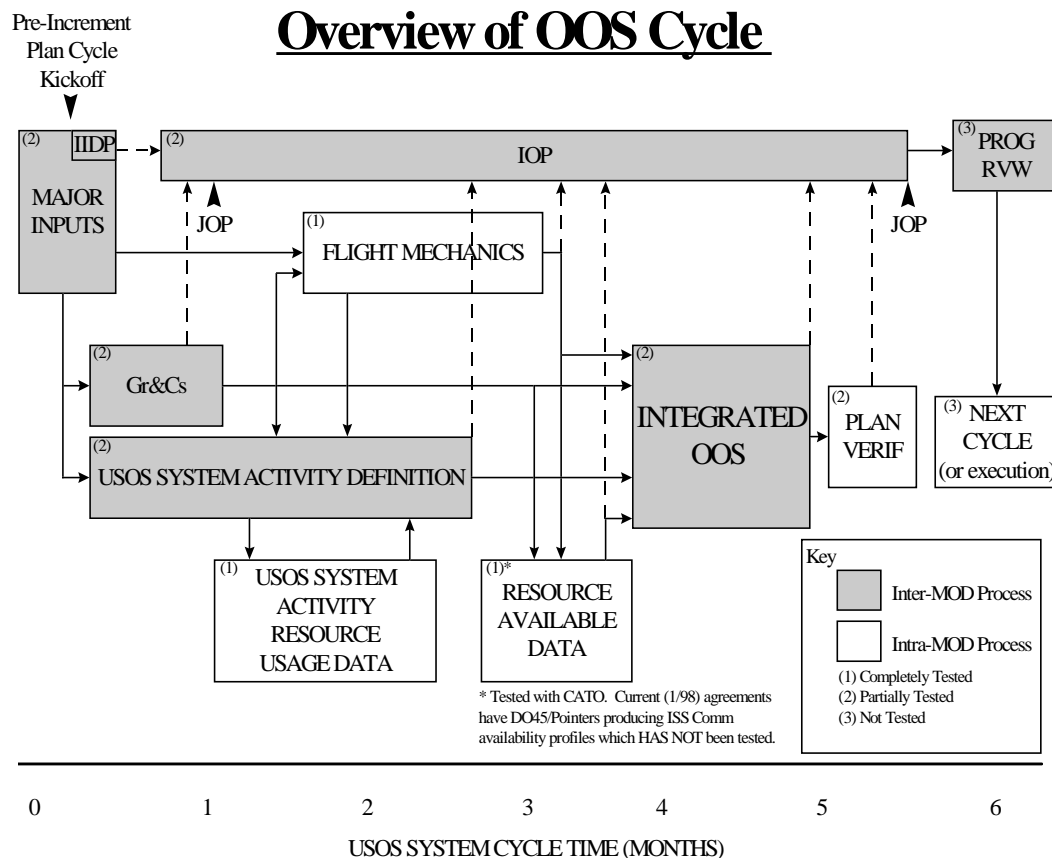 Overview of OOS Cycle
Pre-Increment
Plan Cycle
Kickoff
(2)
IIDP
MAJOR
INPUTS
(2)
IOP
(3)
PROG
RVW
JOP
JOP
(1)
FLIGHT MECHANICS
(2)
Gr&Cs
(2)
INTEGRATED
OOS
(2)
PLAN
VERIF
(3)
NEXT
CYCLE
(or execution)
(2)
USOS SYSTEM ACTIVITY DEFINITION
(1)
USOS SYSTEM
ACTIVITY
RESOURCE
USAGE DATA
(1)*
RESOURCE
AVAILABLE
DATA
* Tested with CATO. Current (1/98) agreements
have DO45/Pointers producing ISS Comm
availability profiles which HAS NOT been tested.
Key
Inter-MOD Process
Intra-MOD Process
(1) Completely Tested
(2) Partially Tested
(3) Not Tested
0 1 2 3 4 5 6
USOS SYSTEM CYCLE TIME (MONTHS)